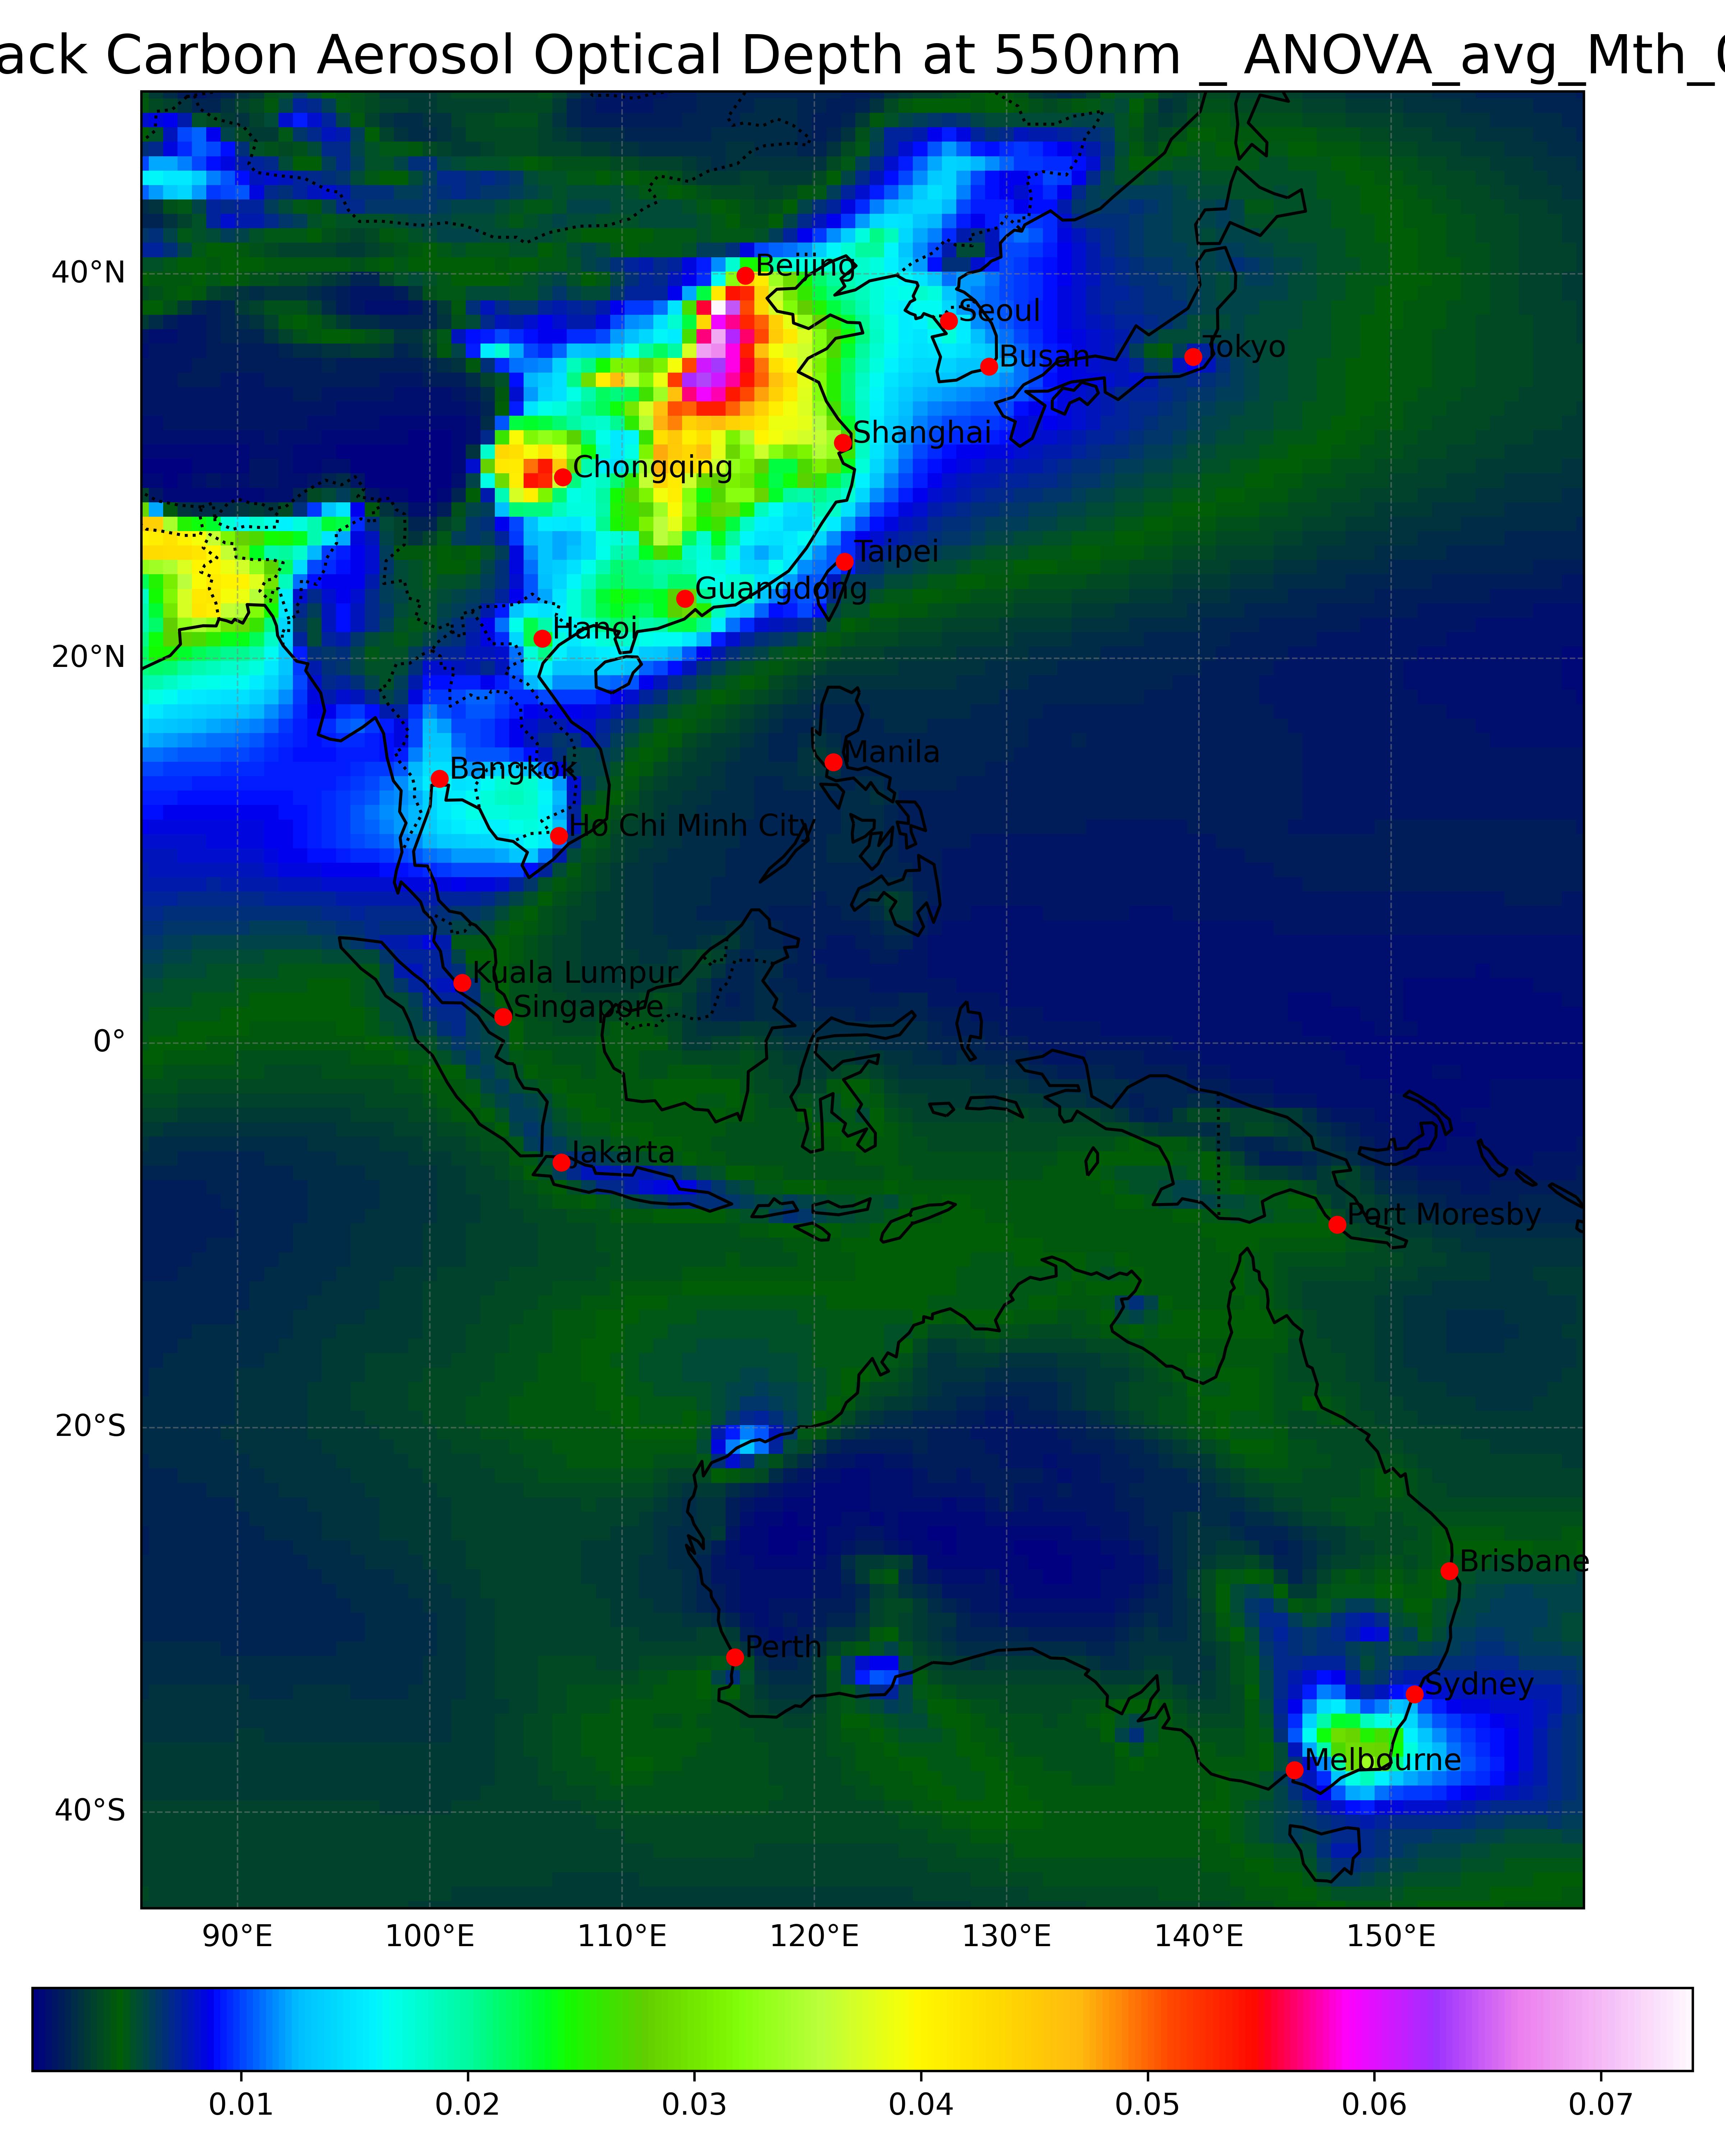 ack Carbon Aerosol Optical Depth at 550nm _ ANOVA_avg_Mth_0
40°N
20°N
0°
20°S
40°S
Beijing
Seoul
Busan
Tokyo
Shanghai
Chongqing
Taipei
Guangdong
Hanoi
Manila
Bangkok
Ho Chi Minh City
Kuala Lumpur
Singapore
Jakarta
Port Moresby
Brisbane
Perth
Sydney
Melbourne
90°E 100°E 110°E 120°E 130°E 140°E 150°E
0.01 0.02 0.03 0.04 0.05 0.06 0.07